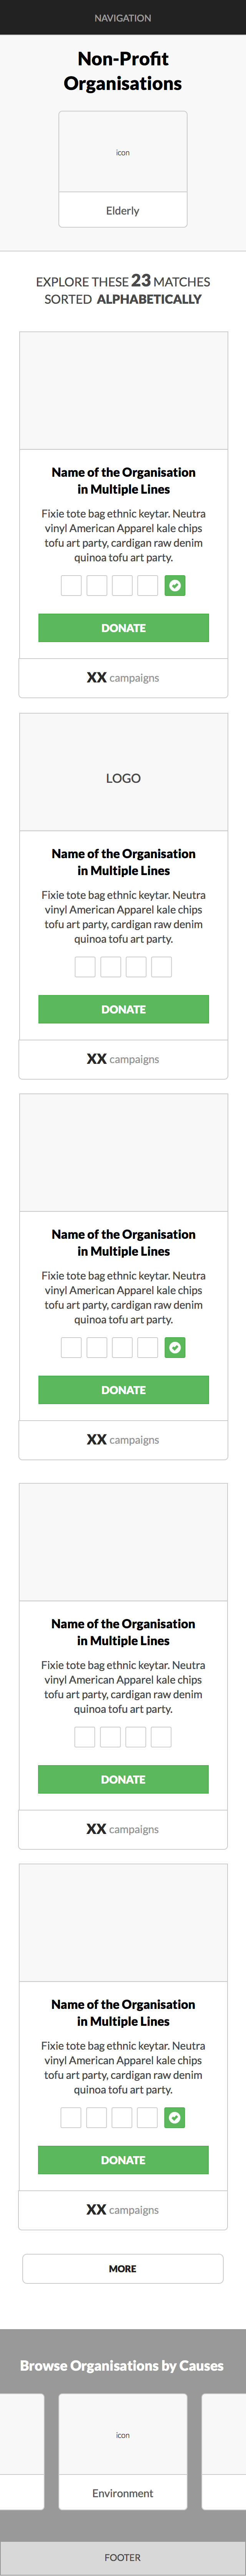 NAVIGATION
Non-Profit
Organisations
icon
Elderly
EXPLORE THESE 23 MATCHES
SORTED ALPHABETICALLY
Name of the Organisation
in Multiple Lines
Fixie tote bag ethnic keytar. Neutra
vinyl American Apparel kale chips
tofu art party, cardigan raw denim
quinoa tofu art party.
DONATE
XX campaigns
LOGO
Name of the Organisation
in Multiple Lines
Fixie tote bag ethnic keytar. Neutra
vinyl American Apparel kale chips
tofu art party, cardigan raw denim
quinoa tofu art party.
DONATE
XX campaigns
Name of the Organisation
in Multiple Lines
Fixie tote bag ethnic keytar. Neutra
vinyl American Apparel kale chips
tofu art party, cardigan raw denim
quinoa tofu art party.
DONATE
XX campaigns
Name of the Organisation
in Multiple Lines
Fixie tote bag ethnic keytar. Neutra
vinyl American Apparel kale chips
tofu art party, cardigan raw denim
quinoa tofu art party.
DONATE
XX campaigns
Name of the Organisation
in Multiple Lines
Fixie tote bag ethnic keytar. Neutra
vinyl American Apparel kale chips
tofu art party, cardigan raw denim
quinoa tofu art party.
DONATE
XX campaigns
MORE
Browse Organisations by Causes
icon
Environment
FOOTER